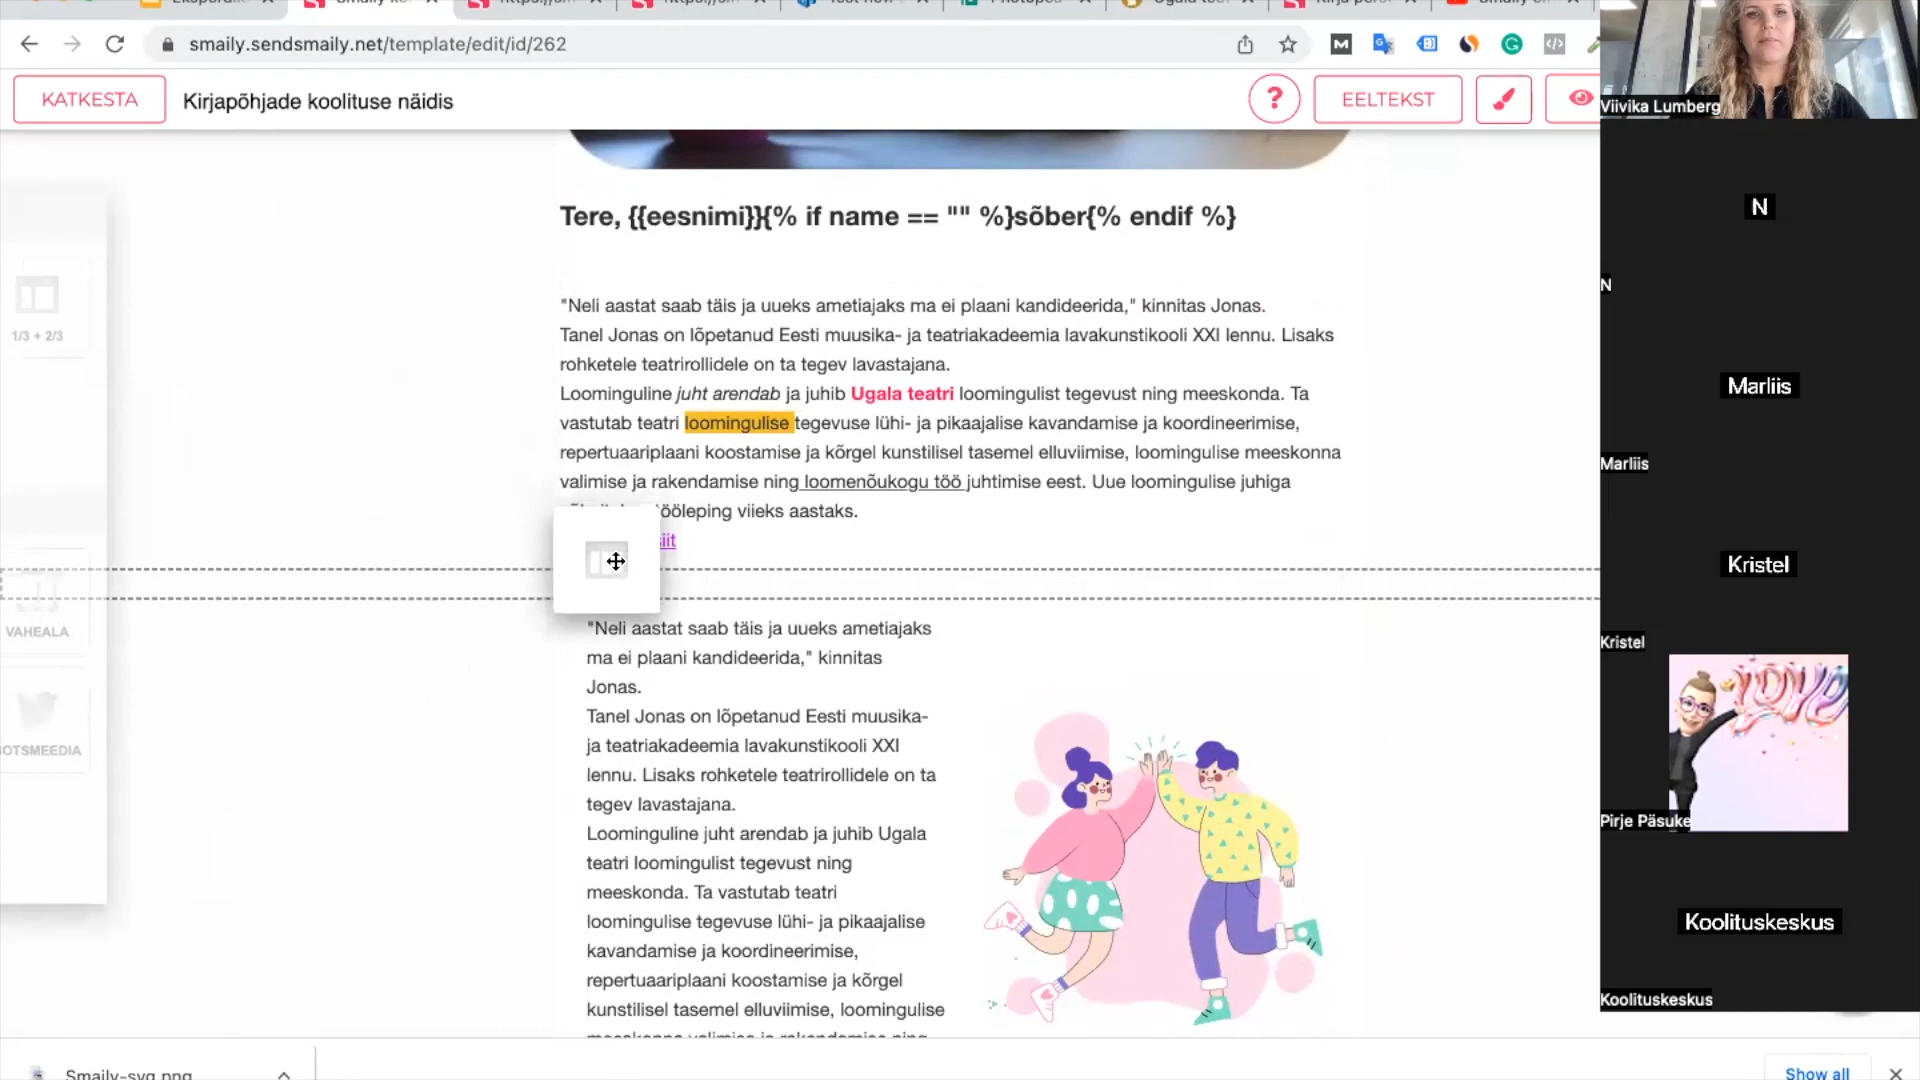 smaily.sendsmaily.net/template/edit/id/262
KATKESTA
Kirjapõhjade koolituse näidis
?
EELTEKST
Viivika Lumberg
Tere, {{eesnimi}}{% if name == "" %}sõber{% endif %}
"Neli aastat saab täis ja uueks ametiajaks ma ei plaani kandideerida," kinnitas Jonas.
Tanel Jonas on lõpetanud Eesti muusika- ja teatriakadeemia lavakunstikooli XXI lennu. Lisaks
rohketele teatrirollidele on ta tegev lavastajana.
Loominguline juht arendab ja juhib Ugala teatri loomingulist tegevust ning meeskonda. Ta
vastutab teatri loomingulise tegevuse lühi- ja pikaajalise kavandamise ja koordineerimise,
repertuaariplaani koostamise ja kõrgel kunstilisel tasemel elluviimise, loomingulise meeskonna
valimise ja rakendamise ning loomenõukogu töö juhtimise eest. Uue loomingulise juhiga
ööleping viieks aastaks.
siit
1/3 + 2/3
VAHEALA
OTSMEEDIA
"Neli aastat saab täis ja uueks ametiajaks
ma ei plaani kandideerida," kinnitas
Jonas.
Tanel Jonas on lõpetanud Eesti muusika-
ja teatriakadeemia lavakunstikooli XXI
lennu. Lisaks rohketele teatrirollidele on ta
tegev lavastajana.
Loominguline juht arendab ja juhib Ugala
teatri loomingulist tegevust ning
meeskonda. Ta vastutab teatri
loomingulise tegevuse lühi- ja pikaajalise
kavandamise ja koordineerimise,
repertuaariplaani koostamise ja kõrgel
kunstilisel tasemel elluviimise, loomingulise
N
N
Marliis
Marliis
Kristel
Kristel
Pirje Päsuke
Koolituskeskus
Koolituskeskus
Smaily-svg.png
Show all